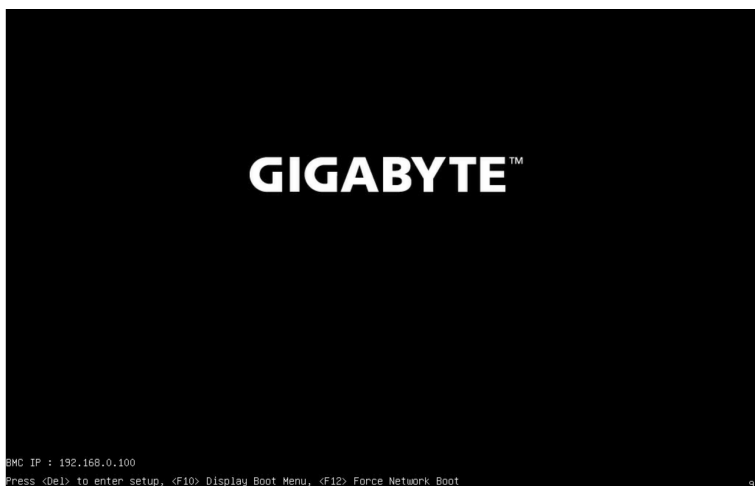 GIGABYTE™
BMC IP : 192.168.0.100
Press <Del> to enter setup, <F10> Display Boot Menu, <F12> Force Network Boot